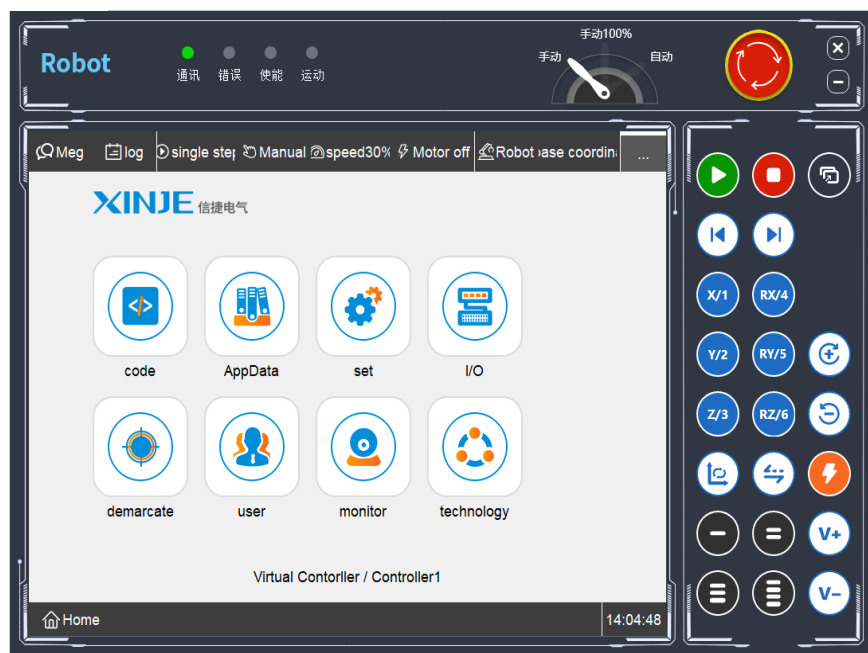 手动100%
Robot
手动
自动
通讯 错误 使能 运动
Meg log single step Manual speed30% Motor off Robot base coordin ...
XINJE 信捷电气
code AppData set I/O
demarcate user monitor technology
Virtual Contorller / Controller1
Home 14:04:48
X/1 RX/4
Y/2 RY/5
Z/3 RZ/6
V+
V−